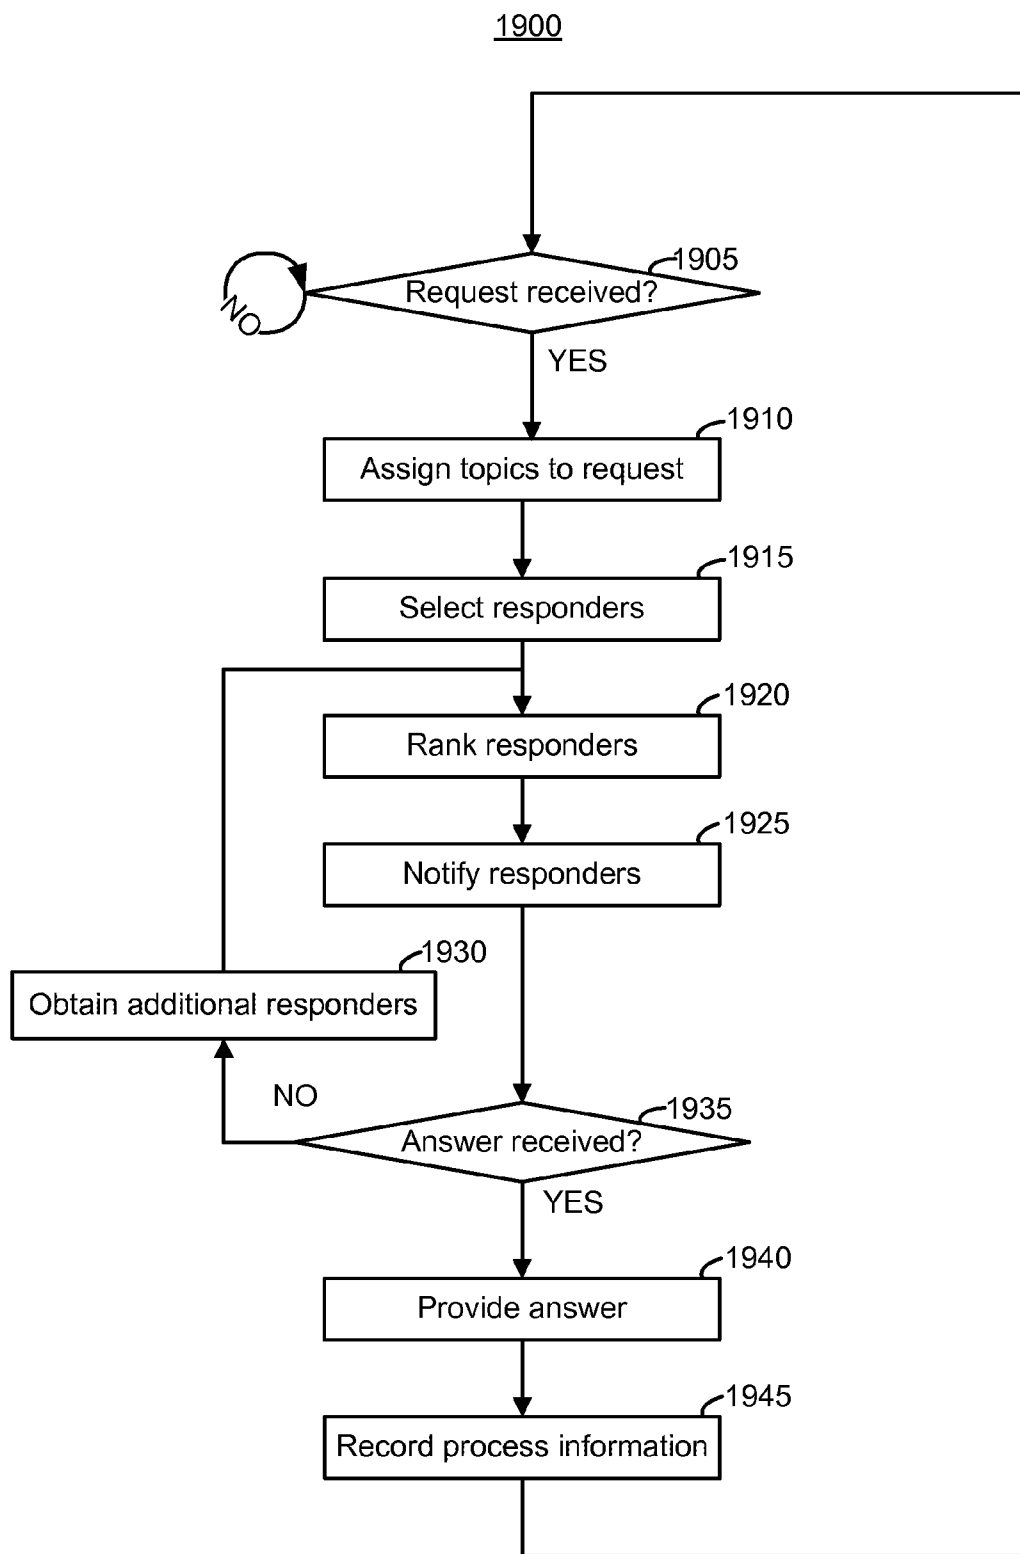 1900
1905
Request received?
NO
YES
1910
Assign topics to request
1915
Select responders
1920
Rank responders
1925
Notify responders
1930
Obtain additional responders
NO
1935
Answer received?
YES
1940
Provide answer
1945
Record process information